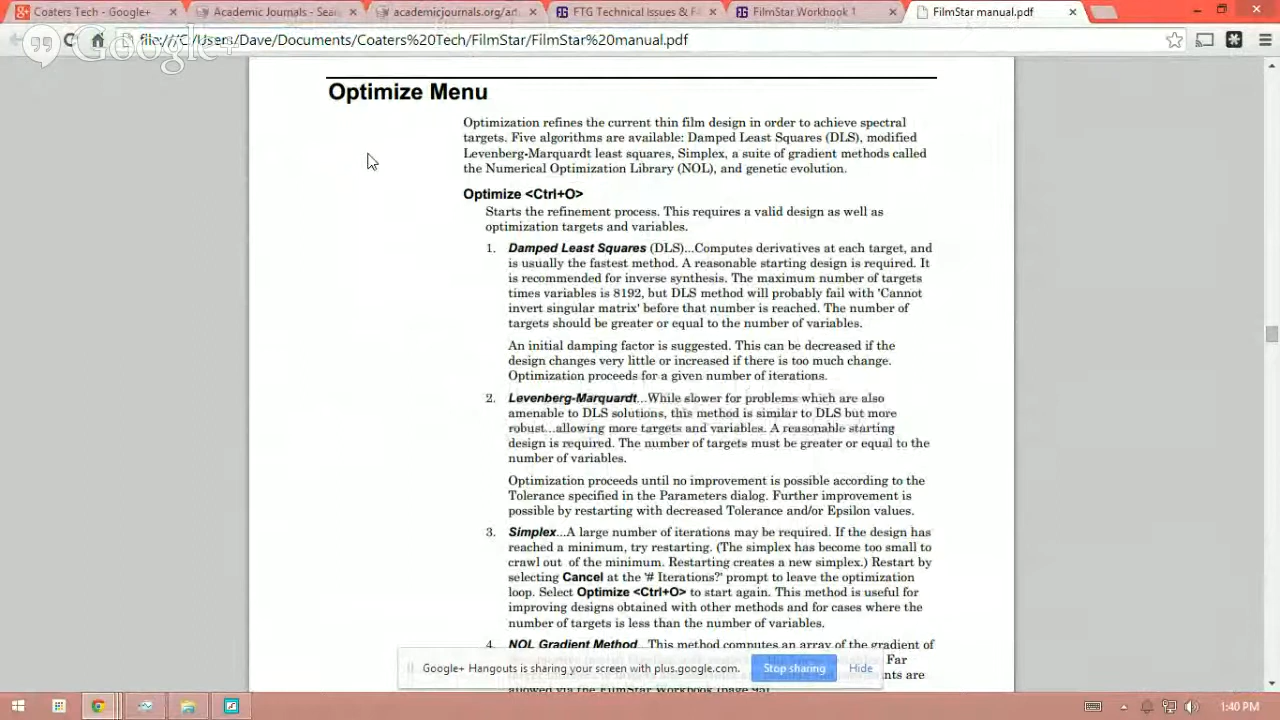 Coaters Tech - Google+
Academic Journals - Sear
academicjournals.org/ad
FTG Technical Issues & F
FilmStar Workbook 1
FilmStar manual.pdf
file:///C:/Users/Dave/Documents/Coaters%20Tech/FilmStar/FilmStar%20manual.pdf
Google+
Optimize Menu
Optimization refines the current thin film design in order to achieve spectral
targets. Five algorithms are available: Damped Least Squares (DLS), modified
Levenberg-Marquardt least squares, Simplex, a suite of gradient methods called
the Numerical Optimization Library (NOL), and genetic evolution.
Optimize <Ctrl+O>
Starts the refinement process. This requires a valid design as well as
optimization targets and variables.
1. Damped Least Squares (DLS)...Computes derivatives at each target, and
is usually the fastest method. A reasonable starting design is required. It
is recommended for inverse synthesis. The maximum number of targets
times variables is 8192, but DLS method will probably fail with 'Cannot
invert singular matrix' before that number is reached. The number of
targets should be greater or equal to the number of variables.
An initial damping factor is suggested. This can be decreased if the
design changes very little or increased if there is too much change.
Optimization proceeds for a given number of iterations.
2. Levenberg-Marquardt...While slower for problems which are also
amenable to DLS solutions, this method is similar to DLS but more
robust...allowing more targets and variables. A reasonable starting
design is required. The number of targets must be greater or equal to the
number of variables.
Optimization proceeds until no improvement is possible according to the
Tolerance specified in the Parameters dialog. Further improvement is
possible by restarting with decreased Tolerance and/or Epsilon values.
3. Simplex...A large number of iterations may be required. If the design has
reached a minimum, try restarting. (The simplex has become too small to
crawl out of the minimum. Restarting creates a new simplex.) Restart by
selecting Cancel at the '# Iterations?' prompt to leave the optimization
loop. Select Optimize <Ctrl+O> to start again. This method is useful for
improving designs obtained with other methods and for cases where the
number of targets is less than the number of variables.
4. NOL Gradient Method...This method computes an array of the gradient of
Far
nts are
allowed via the FilmStar Workbook (page 95)
Google+ Hangouts is sharing your screen with plus.google.com.
Stop sharing
Hide
1:40 PM